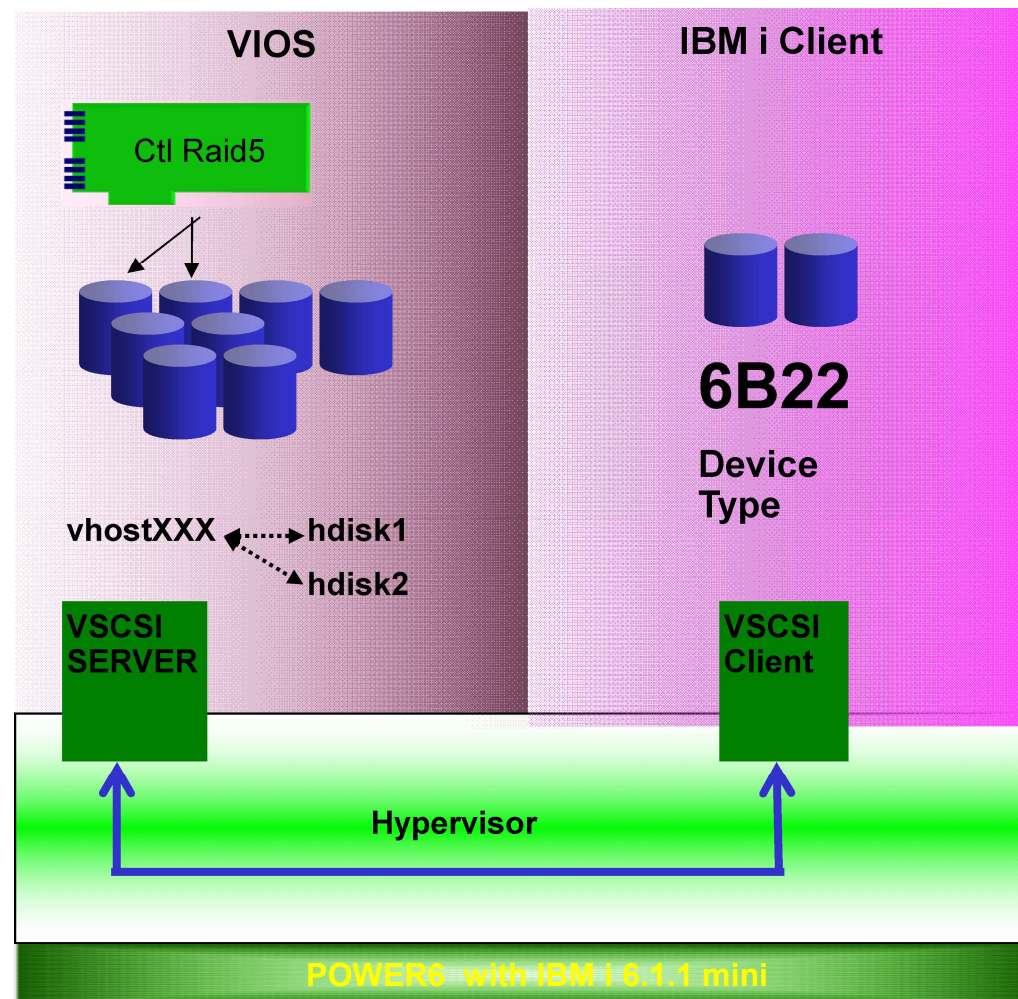 VIOS
IBM i Client
Ctl Raid5
6B22
Device
Type
vhostXXX
hdisk1
hdisk2
VSCSI
SERVER
VSCSI
Client
Hypervisor
POWER6 with IBM i 6.1.1 mini